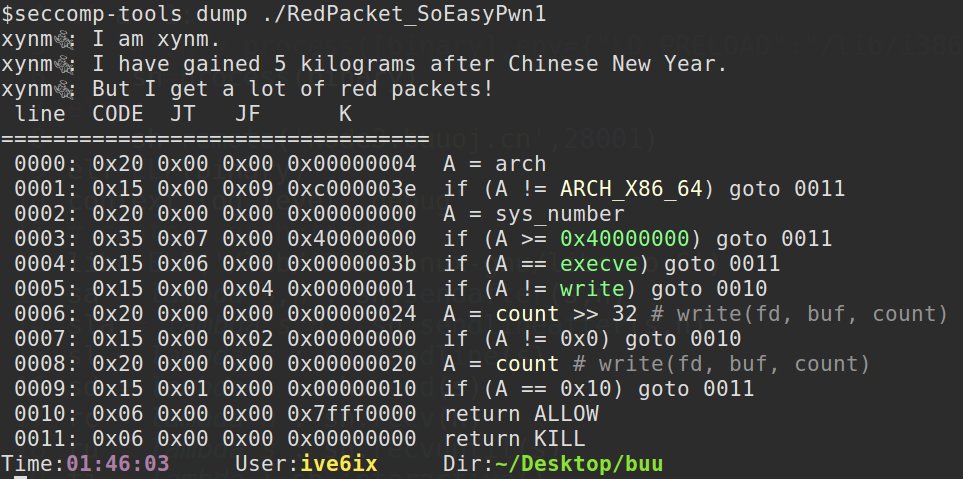 $seccomp-tools dump ./RedPacket_SoEasyPwn1
xynm🐜: I am xynm.
xynm🐜: I have gained 5 kilograms after Chinese New Year.
xynm🐜: But I get a lot of red packets!
 line  CODE  JT   JF      K
=================================
 0000: 0x20 0x00 0x00 0x00000004  A = arch
 0001: 0x15 0x00 0x09 0xc000003e  if (A != ARCH_X86_64) goto 0011
 0002: 0x20 0x00 0x00 0x00000000  A = sys_number
 0003: 0x35 0x07 0x00 0x40000000  if (A >= 0x40000000) goto 0011
 0004: 0x15 0x06 0x00 0x0000003b  if (A == execve) goto 0011
 0005: 0x15 0x00 0x04 0x00000001  if (A != write) goto 0010
 0006: 0x20 0x00 0x00 0x00000024  A = count >> 32 # write(fd, buf, count)
 0007: 0x15 0x00 0x02 0x00000000  if (A != 0x0) goto 0010
 0008: 0x20 0x00 0x00 0x00000020  A = count # write(fd, buf, count)
 0009: 0x15 0x01 0x00 0x00000010  if (A == 0x10) goto 0011
 0010: 0x06 0x00 0x00 0x7fff0000  return ALLOW
 0011: 0x06 0x00 0x00 0x00000000  return KILL
Time:01:46:03      User:ive6ix      Dir:~/Desktop/buu